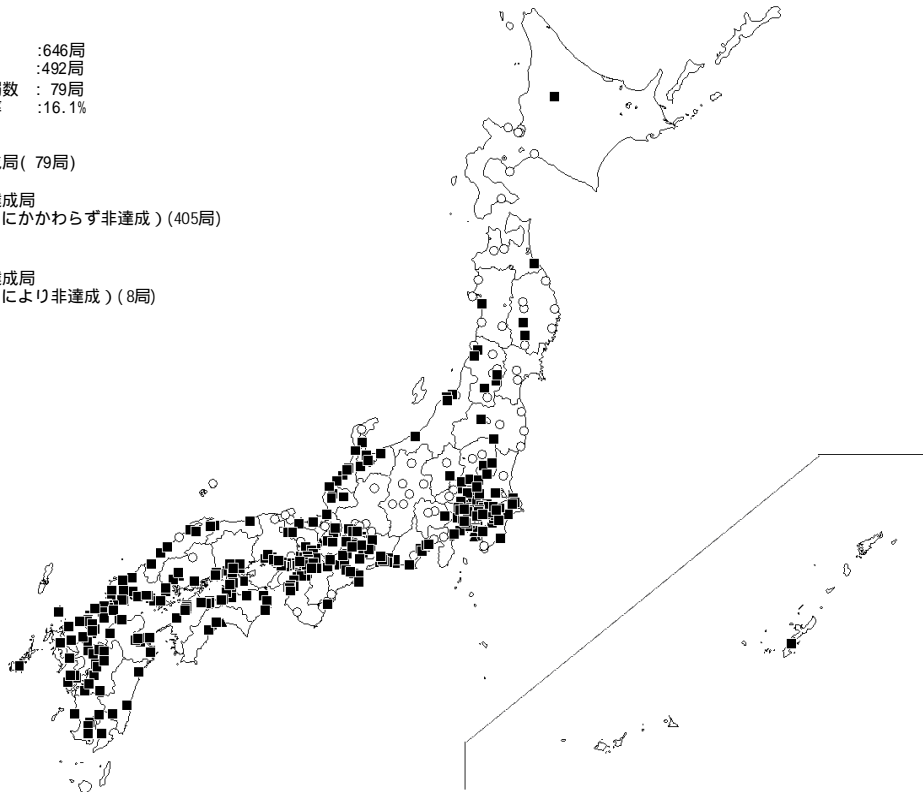 :646局
:492局
数 : 79局
:16.1%
局( 79局)
成局
にかかわらず非達成)(405局)
成局
により非達成)( 8局)